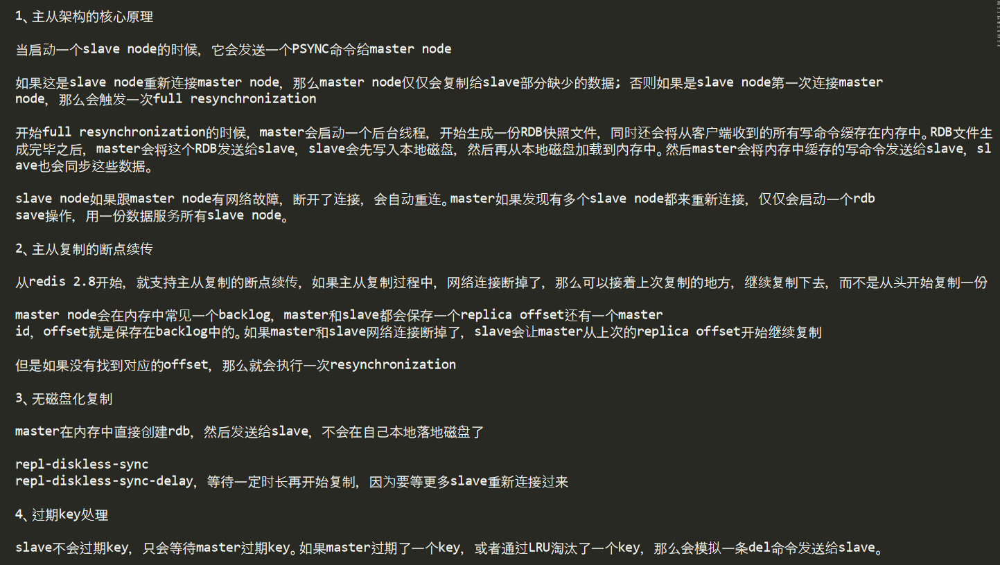 1、主从架构的核心原理
当启动一个slave node的时候，它会发送一个PSYNC命令给master node
如果这是slave node重新连接master node，那么master node仅仅会复制给slave部分缺少的数据; 否则如果是slave node第一次连接master
node，那么会触发一次full resynchronization
开始full resynchronization的时候，master会启动一个后台线程，开始生成一份RDB快照文件，同时还会将从客户端收到的所有写命令缓存在内存中。RDB文件生
成完毕之后，master会将这个RDB发送给slave，slave会先写入本地磁盘，然后再从本地磁盘加载到内存中。然后master会将内存中缓存的写命令发送给slave，sl
ave也会同步这些数据。
slave node如果跟master node有网络故障，断开了连接，会自动重连。master如果发现有多个slave node都来重新连接，仅仅会启动一个rdb
save操作，用一份数据服务所有slave node。
2、主从复制的断点续传
从redis 2.8开始，就支持主从复制的断点续传，如果主从复制过程中，网络连接断掉了，那么可以接着上次复制的地方，继续复制下去，而不是从头开始复制一份
master node会在内存中常见一个backlog，master和slave都会保存一个replica offset还有一个master
id，offset就是保存在backlog中的。如果master和slave网络连接断掉了，slave会让master从上次的replica offset开始继续复制
但是如果没有找到对应的offset，那么就会执行一次resynchronization
3、无磁盘化复制
master在内存中直接创建rdb，然后发送给slave，不会在自己本地落地磁盘了
repl-diskless-sync
repl-diskless-sync-delay，等待一定时长再开始复制，因为要等更多slave重新连接过来
4、过期key处理
slave不会过期key，只会等待master过期key。如果master过期了一个key，或者通过LRU淘汰了一个key，那么会模拟一条del命令发送给slave。